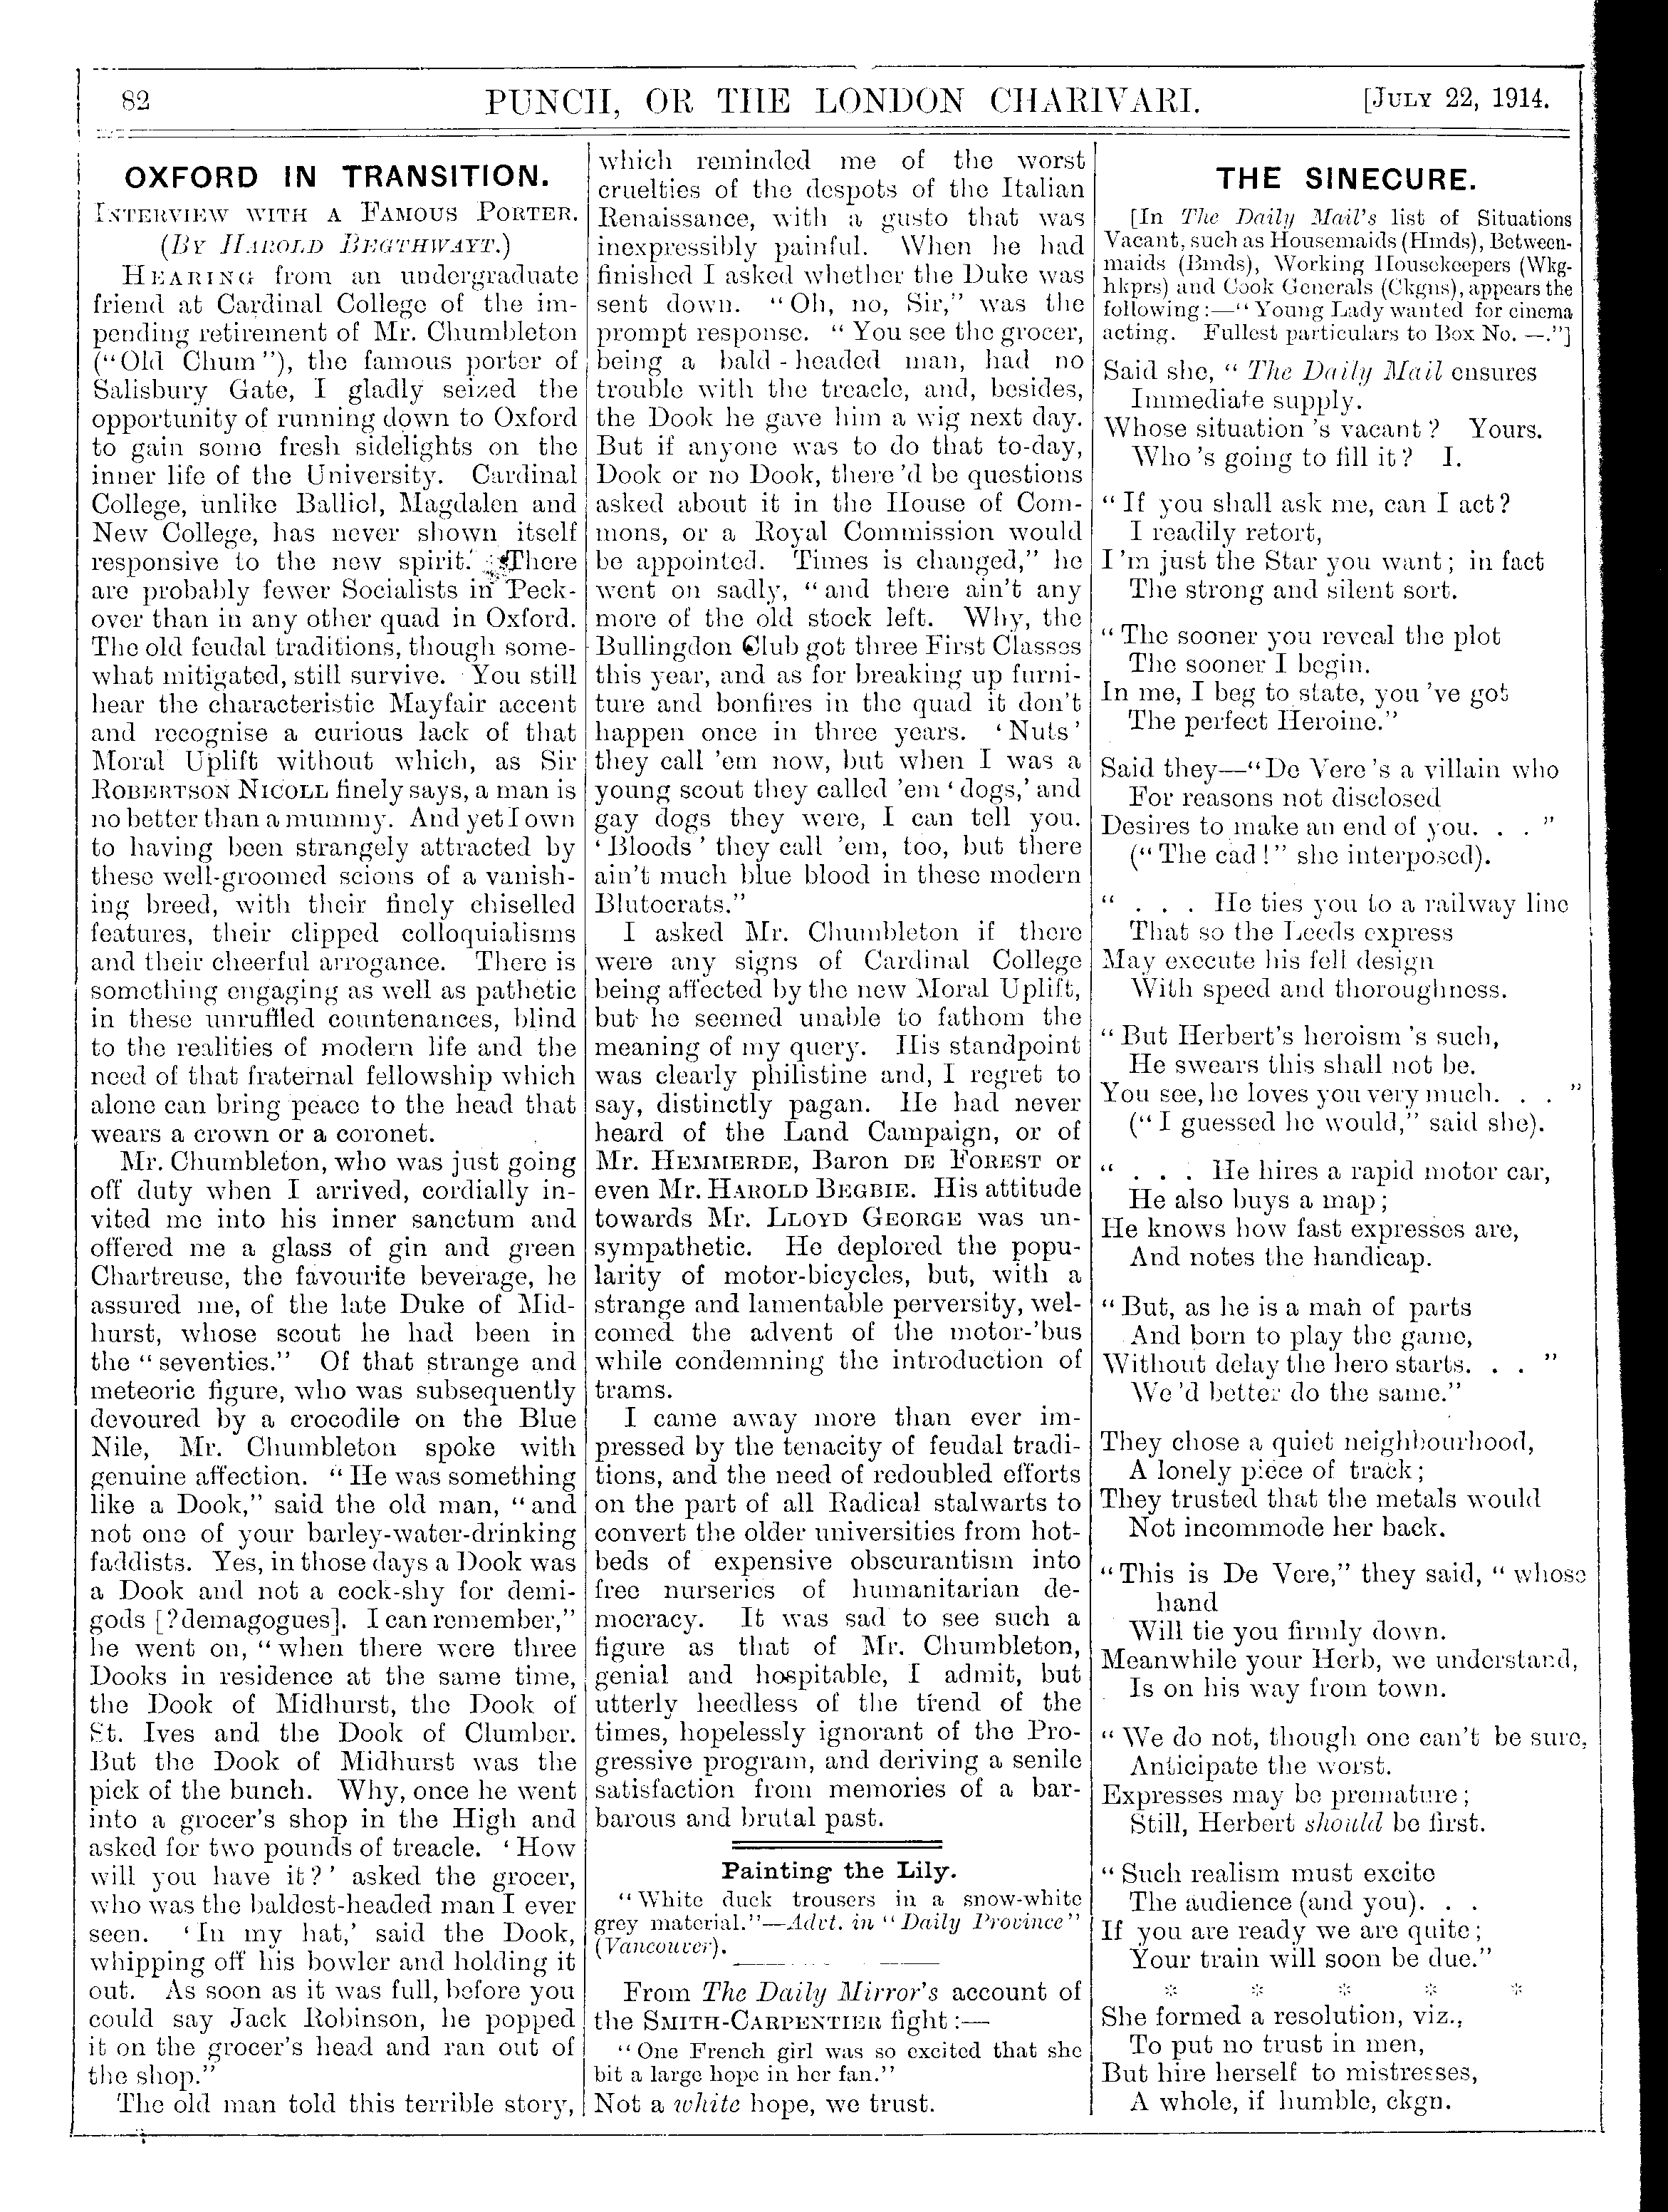 82
PUNCH, OR THE LONDON CHARIVARI.
[JULY 22, 1914.
OXFORD IN TRANSITION.
INTERVIEW WITH A FAMOUS PORTER.
(BY HAROLD BEGTHWAYT.)
HEARING from an undergraduate
friend at Cardinal College of the im-
pending retirement of Mr. Chumbleton
("Old Chum"), the famous porter of
Salisbury Gate, I gladly seized the
opportunity of running down to Oxford
to gain some fresh sidelights on the
inner life of the University. Cardinal
College, unlike Balliol, Magdalen and
New College, has never shown itself
responsive to the new spirit. There
are probably fewer Socialists in Peck-
over than in any other quad in Oxford.
The old feudal traditions, though some-
what mitigated, still survive. You still
hear the characteristic Mayfair accent
and recognise a curious lack of that
Moral Uplift without which, as Sir
ROBERTSON NICOLL finely says, a man is
no better than a mummy. And yet I own
to having been strangely attracted by
these well-groomed scions of a vanish-
ing breed, with their finely chiselled
features, their clipped colloquialisms
and their cheerful arrogance. There is
something engaging as well as pathetic
in these unruffled countenances, blind
to the realities of modern life and the
need of that fraternal fellowship which
alone can bring peace to the head that
wears a crown or a coronet.
Mr. Chumbleton, who was just going
off duty when I arrived, cordially in-
vited me into his inner sanctum and
offered me a glass of gin and green
Chartreuse, the favourite beverage, he
assured me, of the late Duke of Mid-
hurst, whose scout he had been in
the "seventies." Of that strange and
meteoric figure, who was subsequently
devoured by a crocodile on the Blue
Nile, Mr. Chumbleton spoke with
genuine affection. "He was something
like a Dook," said the old man, "and
not one of your barley-water-drinking
faddists. Yes, in those days a Dook was
a Dook and not a cock-shy for demi-
gods [?demagogues]. I can remember,"
he went on, "when there were three
Dooks in residence at the same time,
the Dook of Midhurst, the Dook of
St. Ives and the Dook of Clumber.
But the Dook of Midhurst was the
pick of the bunch. Why, once he went
into a grocer's shop in the High and
asked for two pounds of treacle. 'How
will you have it?' asked the grocer,
who was the baldest-headed man I ever
seen. 'In my hat,' said the Dook,
whipping off his bowler and holding it
out. As soon as it was full, before you
could say Jack Robinson, he popped
it on the grocer's head and ran out of
the shop."
The old man told this terrible story,
which reminded me of the worst
cruelties of the despots of the Italian
Renaissance, with a gusto that was
inexpressibly painful. When he had
finished I asked whether the Duke was
sent down. "Oh, no, Sir," was the
prompt response. "You see the grocer,
being a bald-headed man, had no
trouble with the treacle, and, besides,
the Dook he gave him a wig next day.
But if anyone was to do that to-day,
Dook or no Dook, there 'd be questions
asked about it in the House of Com-
mons, or a Royal Commission would
be appointed. Times is changed," he
went on sadly, "and there ain't any
more of the old stock left. Why, the
Bullingdon Club got three First Classes
this year, and as for breaking up furni-
ture and bonfires in the quad it don't
happen once in three years. 'Nuts'
they call 'em now, but when I was a
young scout they called 'em 'dogs,' and
gay dogs they were, I can tell you.
'Bloods' they call 'em, too, but there
ain't much blue blood in these modern
Blutocrats."
I asked Mr. Chumbleton if there
were any signs of Cardinal College
being affected by the new Moral Uplift,
but he seemed unable to fathom the
meaning of my query. His standpoint
was clearly philistine and, I regret to
say, distinctly pagan. He had never
heard of the Land Campaign, or of
Mr. HEMMERDE, Baron DE FOREST or
even Mr. HAROLD BEGBIE. His attitude
towards Mr. LLOYD GEORGE was un-
sympathetic. He deplored the popu-
larity of motor-bicycles, but, with a
strange and lamentable perversity, wel-
comed the advent of the motor-'bus
while condemning the introduction of
trams.
I came away more than ever im-
pressed by the tenacity of feudal tradi-
tions, and the need of redoubled efforts
on the part of all Radical stalwarts to
convert the older universities from hot-
beds of expensive obscurantism into
free nurseries of humanitarian de-
mocracy. It was sad to see such a
figure as that of Mr. Chumbleton,
genial and hospitable, I admit, but
utterly heedless of the trend of the
times, hopelessly ignorant of the Pro-
gressive program, and deriving a senile
satisfaction from memories of a bar-
barous and brutal past.
Painting the Lily.
"White duck trousers in a snow-white
grey material."—Advt. in "Daily Province"
(Vancouver).
From The Daily Mirror's account of
the SMITH-CARPENTIER fight:—
"One French girl was so excited that she
bit a large hope in her fan."
Not a white hope, we trust.
THE SINECURE.
[In The Daily Mail's list of Situations
Vacant, such as Housemaids (Hmds), Between-
maids (Bmds), Working Housekeepers (Wkg-
hkprs) and Cook Generals (Ckgns), appears the
following:—"Young Lady wanted for cinema
acting. Fullest particulars to Box No. —."]
Said she, "The Daily Mail ensures
Immediate supply.
Whose situation 's vacant? Yours.
Who 's going to fill it? I.
"If you shall ask me, can I act?
I readily retort,
I 'm just the Star you want; in fact
The strong and silent sort.
"The sooner you reveal the plot
The sooner I begin.
In me, I beg to state, you 've got
The perfect Heroine."
Said they—"De Vere 's a villain who
For reasons not disclosed
Desires to make an end of you. . . "
("The cad!" she interposed).
" . . . He ties you to a railway line
That so the Leeds express
May execute his fell design
With speed and thoroughness.
"But Herbert's heroism 's such,
He swears this shall not be.
You see, he loves you very much. . . "
("I guessed he would," said she).
" . . . He hires a rapid motor car,
He also buys a map;
He knows how fast expresses are,
And notes the handicap.
"But, as he is a man of parts
And born to play the game,
Without delay the hero starts. . . "
We 'd better do the same."
They chose a quiet neighbourhood,
A lonely piece of track;
They trusted that the metals would
Not incommode her back.
"This is De Vere," they said, "whose
hand
Will tie you firmly down.
Meanwhile your Herb, we understand,
Is on his way from town.
"We do not, though one can't be sure,
Anticipate the worst.
Expresses may be premature;
Still, Herbert should be first.
"Such realism must excite
The audience (and you). . .
If you are ready we are quite;
Your train will soon be due."
* * * * *
She formed a resolution, viz.,
To put no trust in men,
But hire herself to mistresses,
A whole, if humble, ckgn.